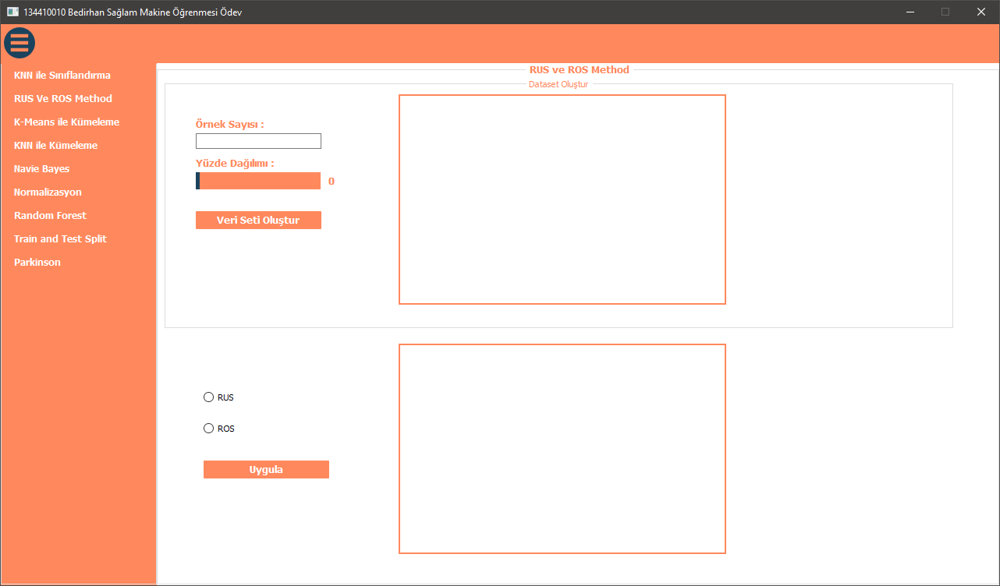 134410010 Bedirhan Sağlam Makine Öğrenmesi Ödev
KNN ile Sınıflandırma
RUS Ve ROS Method
K-Means ile Kümeleme
KNN ile Kümeleme
Navie Bayes
Normalizasyon
Random Forest
Train and Test Split
Parkinson
RUS ve ROS Method
Dataset Oluştur
Örnek Sayısı :
Yüzde Dağılımı :
0
Veri Seti Oluştur
RUS
ROS
Uygula